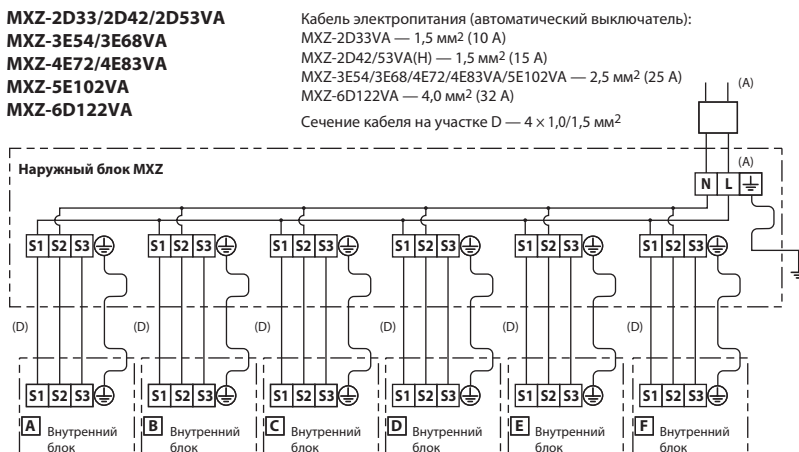 MXZ-2D33/2D42/2D53VA
MXZ-3E54/3E68VA
MXZ-4E72/4E83VA
MXZ-5E102VA
MXZ-6D122VA
Кабель электропитания (автоматический выключатель):
MXZ-2D33VA — 1,5 мм2 (10 А)
MXZ-2D42/53VA(H) — 1,5 мм2 (15 А)
MXZ-3E54/3E68/4E72/4E83VA/5E102VA — 2,5 мм2 (25 А)
MXZ-6D122VA — 4,0 мм2 (32 А)
Сечение кабеля на участке D — 4 × 1,0/1,5 мм2
(A)
(A)
Наружный блок MXZ
N L
S1 S2 S3 S1 S2 S3 S1 S2 S3 S1 S2 S3 S1 S2 S3 S1 S2 S3
(D) (D) (D) (D) (D) (D)
S1 S2 S3 S1 S2 S3 S1 S2 S3 S1 S2 S3 S1 S2 S3 S1 S2 S3
A Внутренний блок
B Внутренний блок
C Внутренний блок
D Внутренний блок
E Внутренний блок
F Внутренний блок